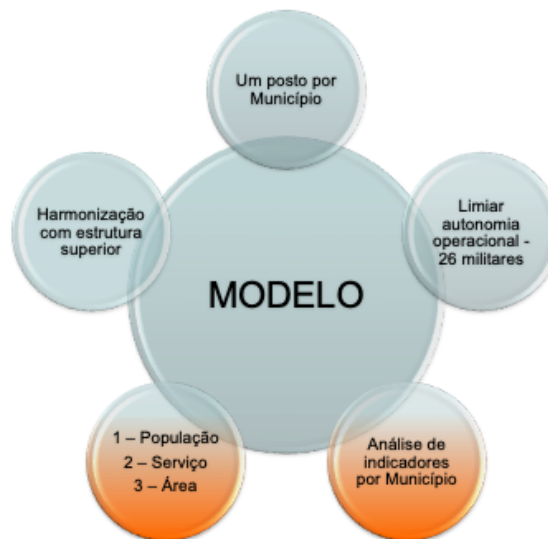 Um posto por
Município
Harmonização
com estrutura
superior
Limiar
autonomia
operacional -
26 militares
MODELO
1 – População
2 – Serviço
3 – Área
Análise de
indicadores
por Município